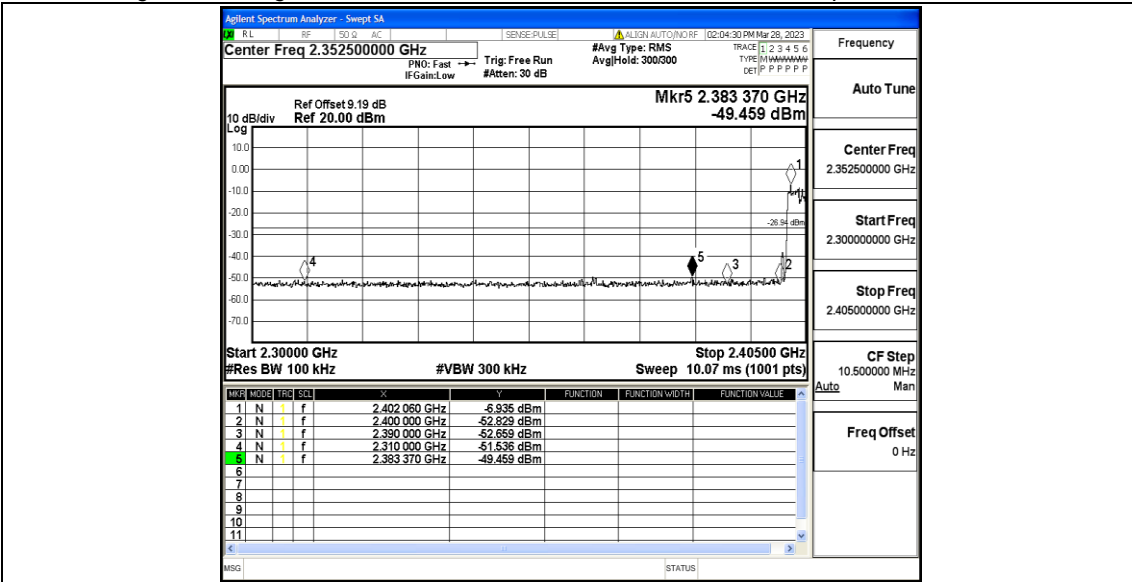 Agilent Spectrum Analyzer - Swept SA
RL RF 50 Ω AC SENSE:PULSE ALIGN AUTO/NO RF 02:04:30 PM Mar 28, 2023
Center Freq 2.352500000 GHz
PNO: Fast
IFGain:Low
Trig: Free Run
#Atten: 30 dB
#Avg Type: RMS
Avg|Hold: 300/300
TRACE 1 2 3 4 5 6
TYPE
DET P P P P P P
Ref Offset 9.19 dB
10 dB/div Ref 20.00 dBm
Log
Mkr5 2.383 370 GHz
-49.459 dBm
10.0
0.00
-10.0
-20.0
-30.0
-40.0
-50.0
-60.0
-70.0
1
-26.94 dBm
4
5
3
2
Start 2.30000 GHz Stop 2.40500 GHz
#Res BW 100 kHz #VBW 300 kHz Sweep 10.07 ms (1001 pts)
MKR MODE TRC SCL X Y FUNCTION FUNCTION WIDTH FUNCTION VALUE
1 N 1 f 2.402 060 GHz -6.935 dBm
2 N 1 f 2.400 000 GHz -52.829 dBm
3 N 1 f 2.390 000 GHz -52.659 dBm
4 N 1 f 2.310 000 GHz -51.536 dBm
5 N 1 f 2.383 370 GHz -49.459 dBm
6
7
8
9
10
11
MSG STATUS
Frequency
Auto Tune
Center Freq
2.352500000 GHz
Start Freq
2.300000000 GHz
Stop Freq
2.405000000 GHz
CF Step
10.500000 MHz
Auto Man
Freq Offset
0 Hz